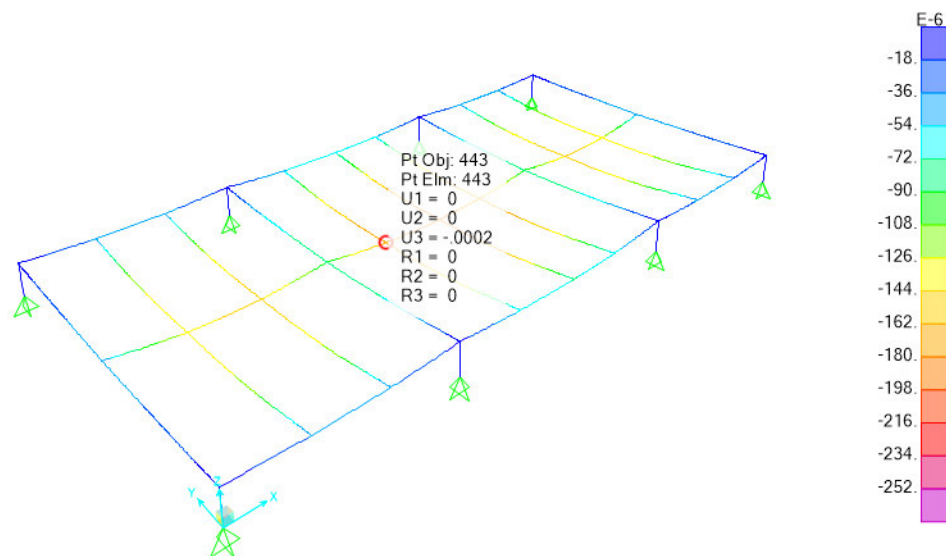 E-6
-18.
-36.
-54.
-72.
-90.
-108.
-126.
-144.
-162.
-180.
-198.
-216.
-234.
-252.
Pt Obj: 443
Pt Elm: 443
U1 = 0
U2 = 0
U3 = -.0002
R1 = 0
R2 = 0
R3 = 0
Z
Y
X